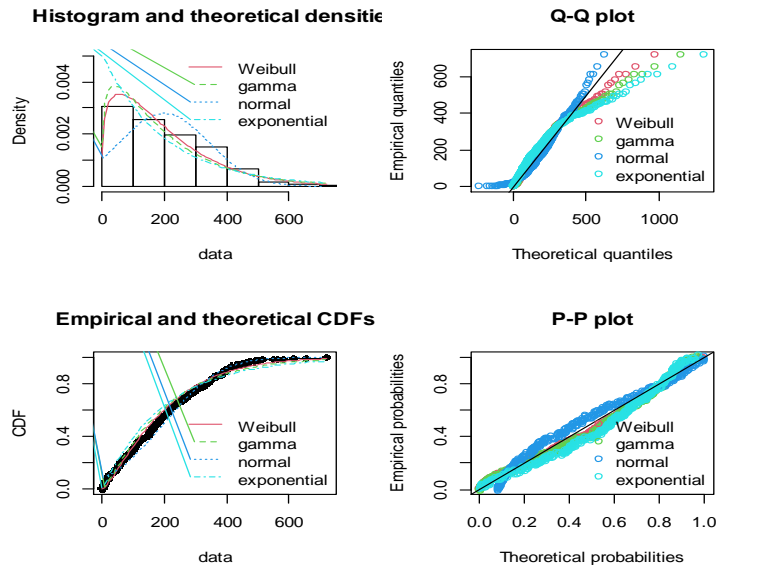 Histogram and theoretical densitie
Density
0.000 0.002 0.004
0 200 400 600
data
Weibull
gamma
normal
exponential
Q-Q plot
Empirical quantiles
0 200 400 600
0 500 1000
Theoretical quantiles
Weibull
gamma
normal
exponential
Empirical and theoretical CDFs
CDF
0.0 0.4 0.8
0 200 400 600
data
Weibull
gamma
normal
exponential
P-P plot
Empirical probabilities
0.0 0.4 0.8
0.0 0.2 0.4 0.6 0.8 1.0
Theoretical probabilities
Weibull
gamma
normal
exponential